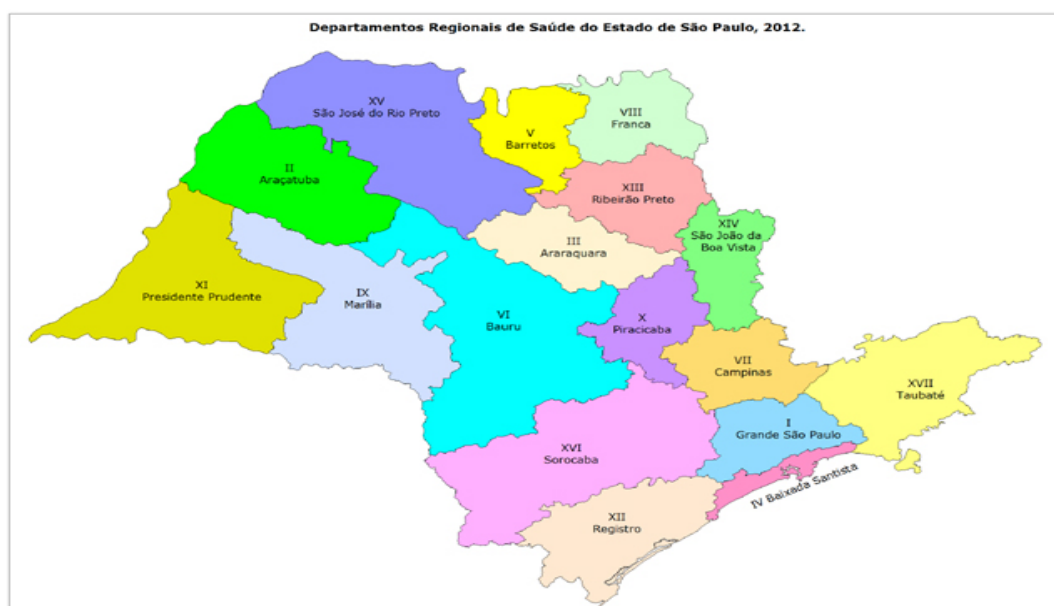 Departamentos Regionais de Saúde do Estado de São Paulo, 2012.
XV
São José do Rio Preto
V
Barretos
VIII
Franca
II
Araçatuba
XIII
Ribeirão Preto
XIV
São João da
Boa Vista
III
Araraquara
XI
Presidente Prudente
IX
Marília
VI
Bauru
X
Piracicaba
VII
Campinas
XVII
Taubaté
I
Grande São Paulo
XVI
Sorocaba
IV Baixada Santista
XII
Registro